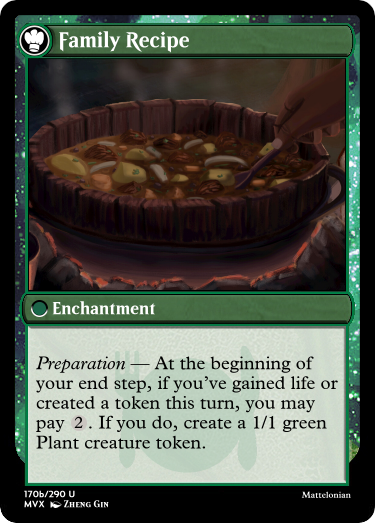 Family Recipe
Enchantment
Preparation — At the beginning of
your end step, if you've gained life or
created a token this turn, you may
pay 2. If you do, create a 1/1 green
Plant creature token.
170b/290 U
MVX Zheng Gin
Mattelonian